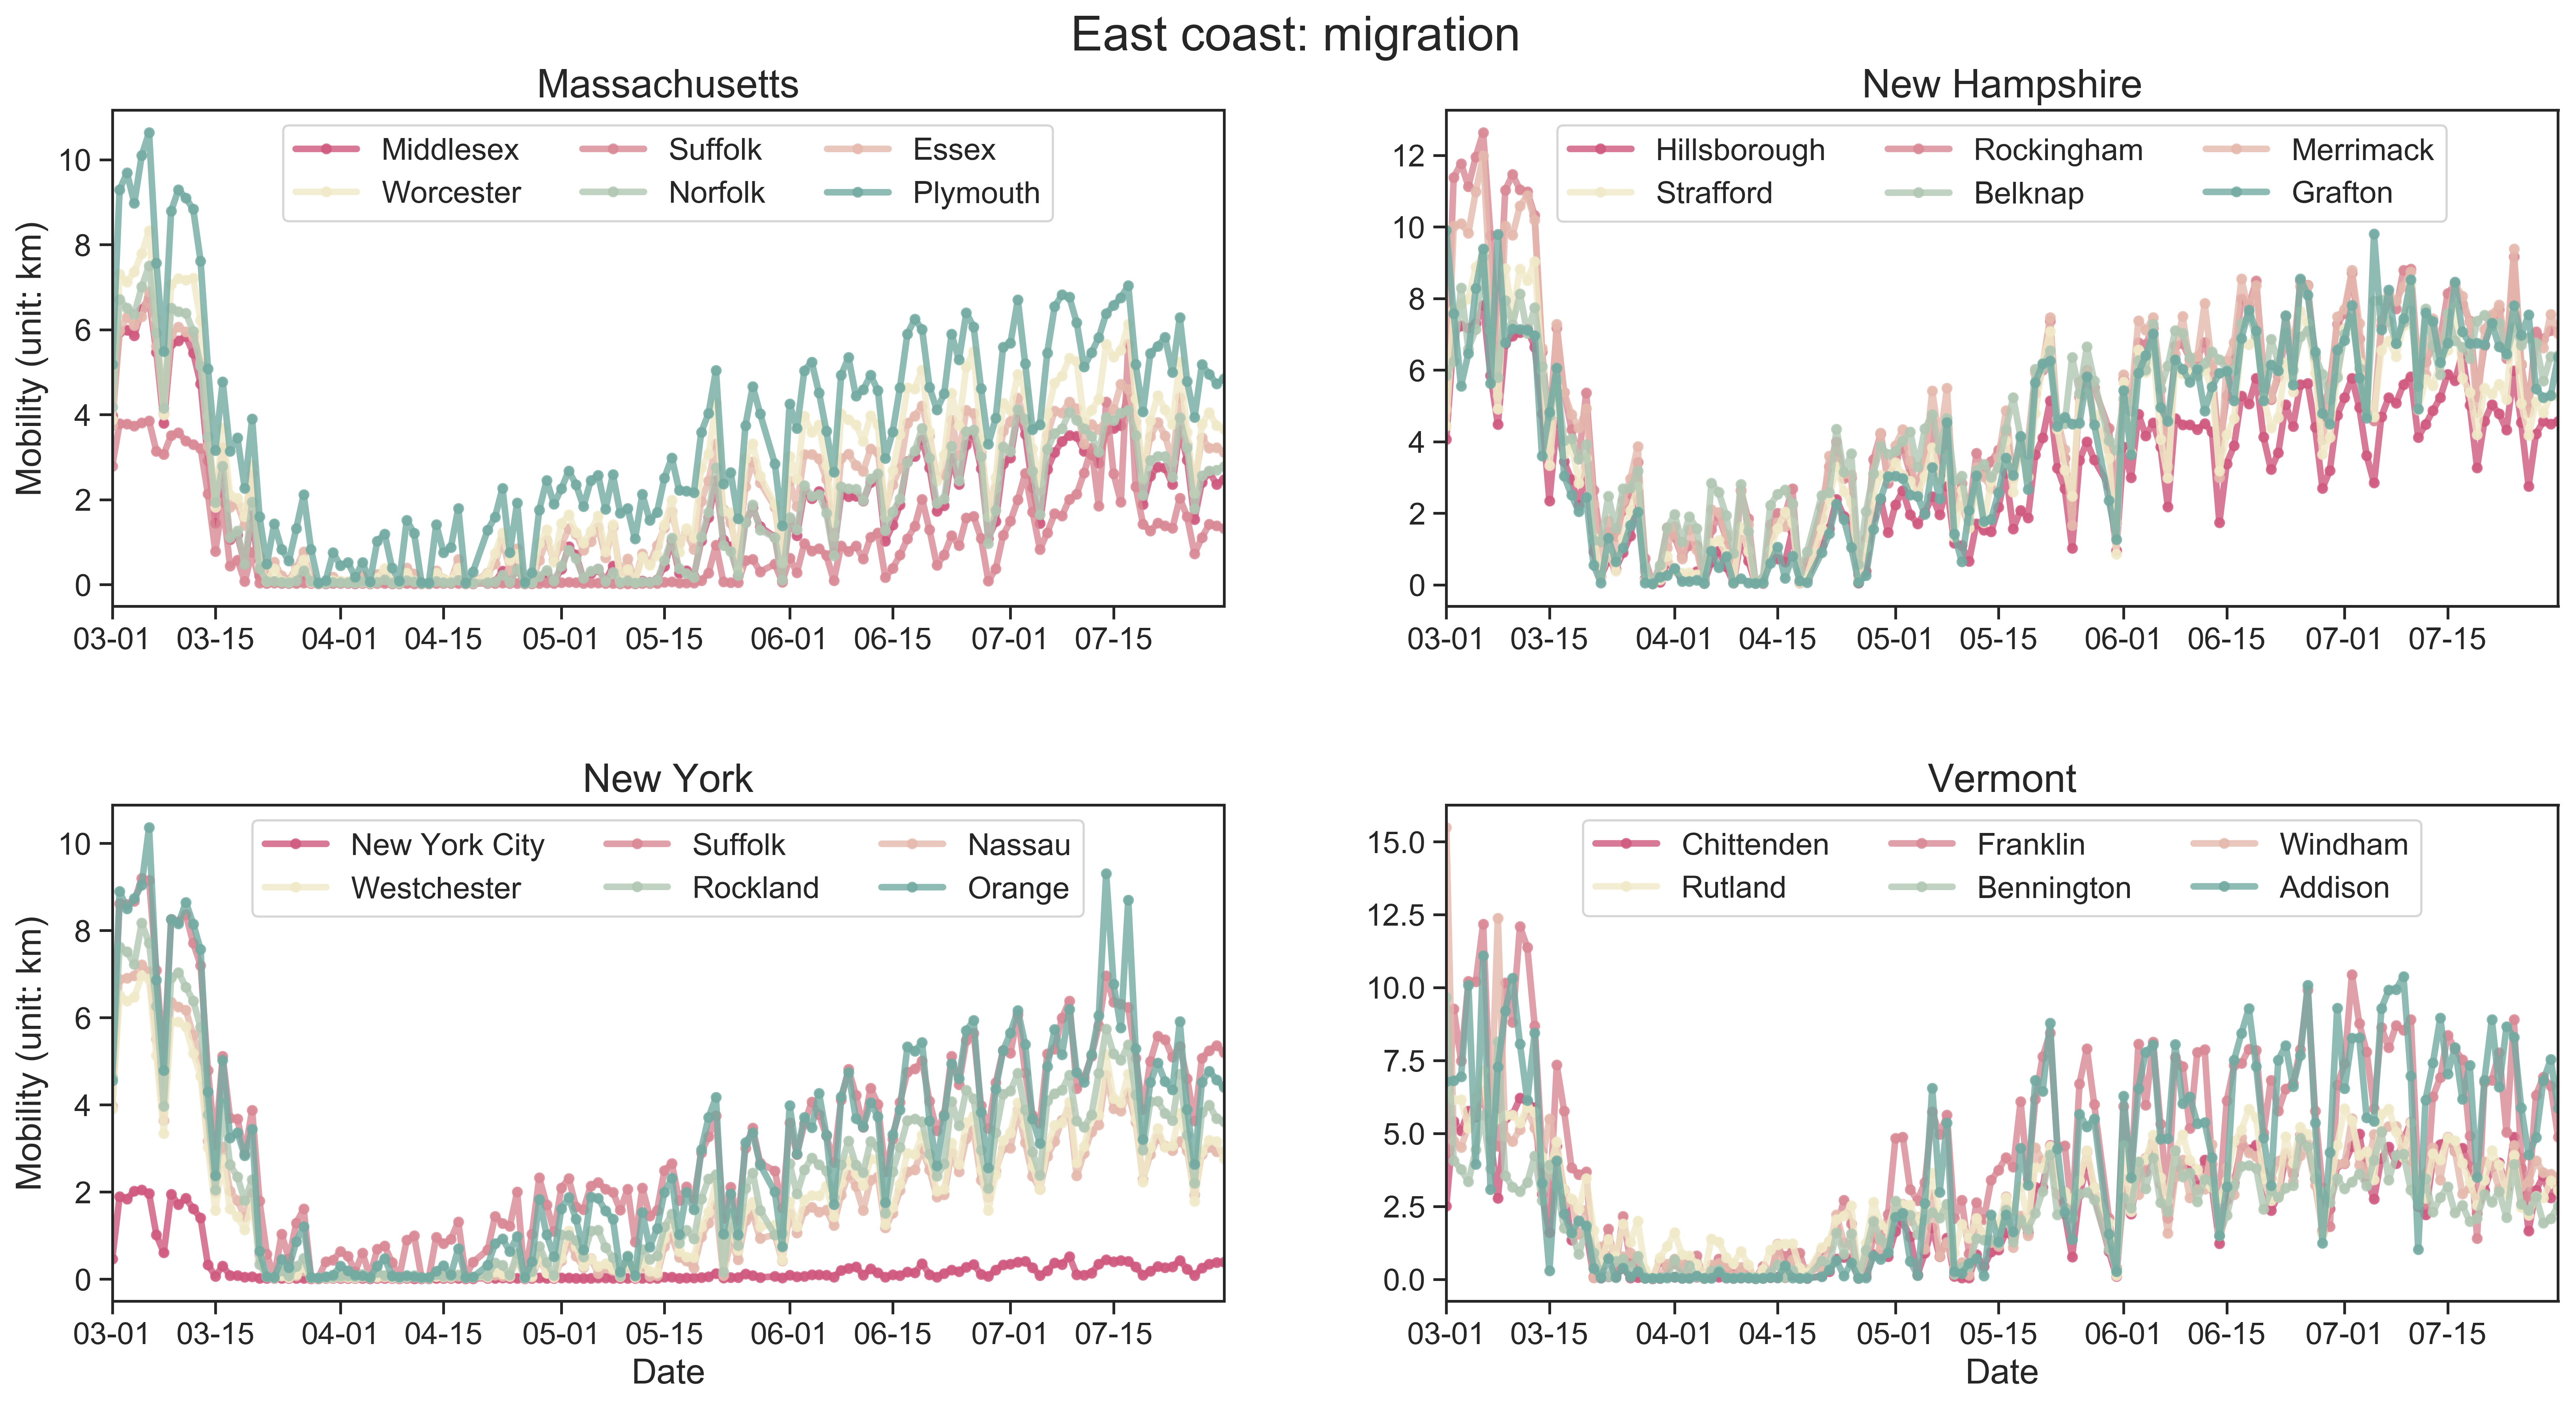 East coast: migration
Massachusetts
Mobility (unit: km)
10
8
6
4
2
0
Middlesex Suffolk Essex
Worcester Norfolk Plymouth
03-01 03-15 04-01 04-15 05-01 05-15 06-01 06-15 07-01 07-15
New Hampshire
12
10
8
6
4
2
0
Hillsborough Rockingham Merrimack
Strafford Belknap Grafton
03-01 03-15 04-01 04-15 05-01 05-15 06-01 06-15 07-01 07-15
New York
Mobility (unit: km)
10
8
6
4
2
0
New York City Suffolk Nassau
Westchester Rockland Orange
03-01 03-15 04-01 04-15 05-01 05-15 06-01 06-15 07-01 07-15
Date
Vermont
15.0
12.5
10.0
7.5
5.0
2.5
0.0
Chittenden Franklin Windham
Rutland Bennington Addison
03-01 03-15 04-01 04-15 05-01 05-15 06-01 06-15 07-01 07-15
Date